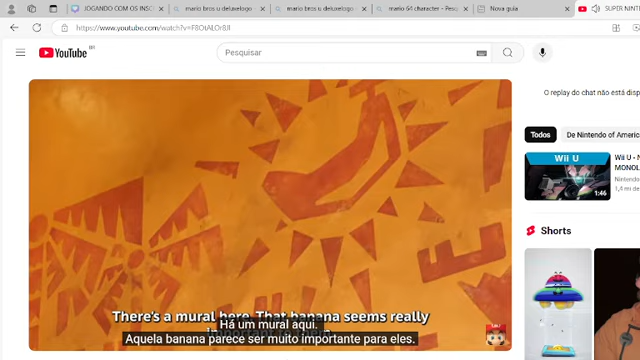 JOGANDO COM OS INSC
mario bros u deluxelogo
mario bros u deluxelogo
mario 64 character - Pesq
Nova guia
SUPER NINT
https://www.youtube.com/watch?v=F8OtALOr8JI
YouTube BR
Pesquisar
O replay do chat não está disp
Todos
De Nintendo of Americ
Wii U
1:46
Wii U - N
MONOL
Nintendo
1,4 mi de
Shorts
There's a mural here. That banana seems really
Há um mural aqui.
Aquela banana parece ser muito importante para eles.